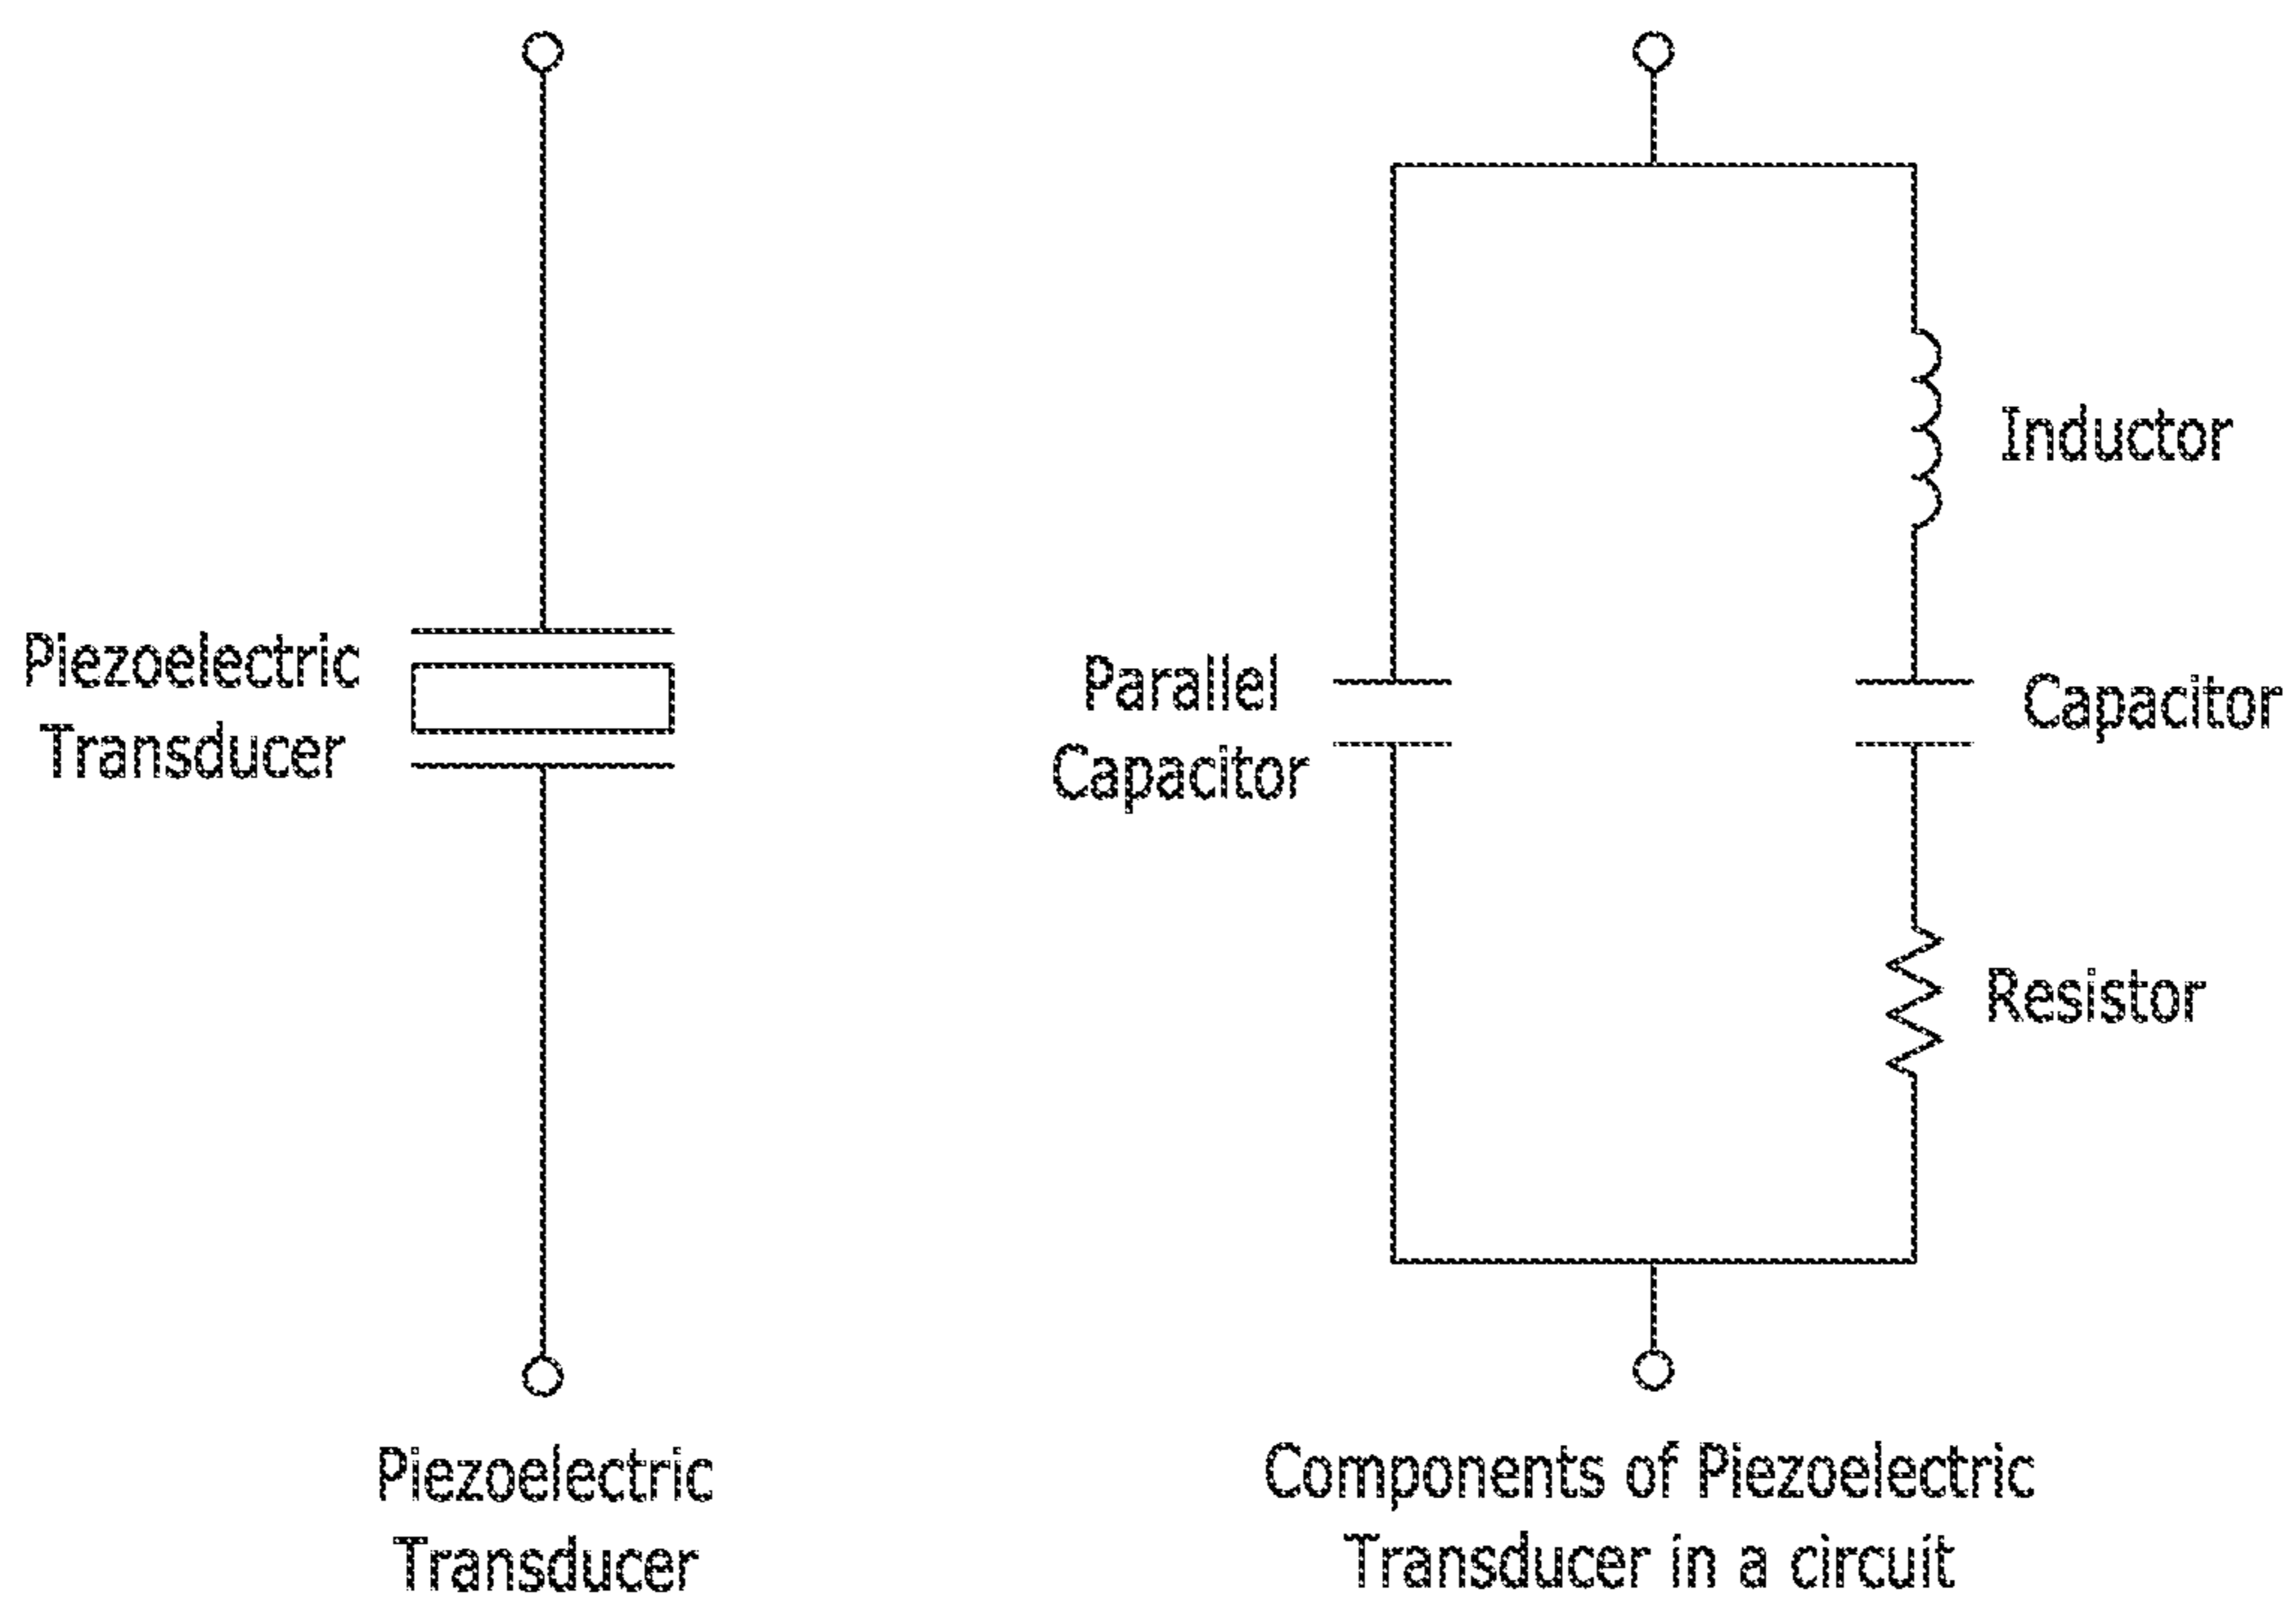 Piezoelectric
Transducer
Piezoelectric
Transducer
Parallel
Capacitor
Inductor
Capacitor
Resistor
Components of Piezoelectric
Transducer in a circuit